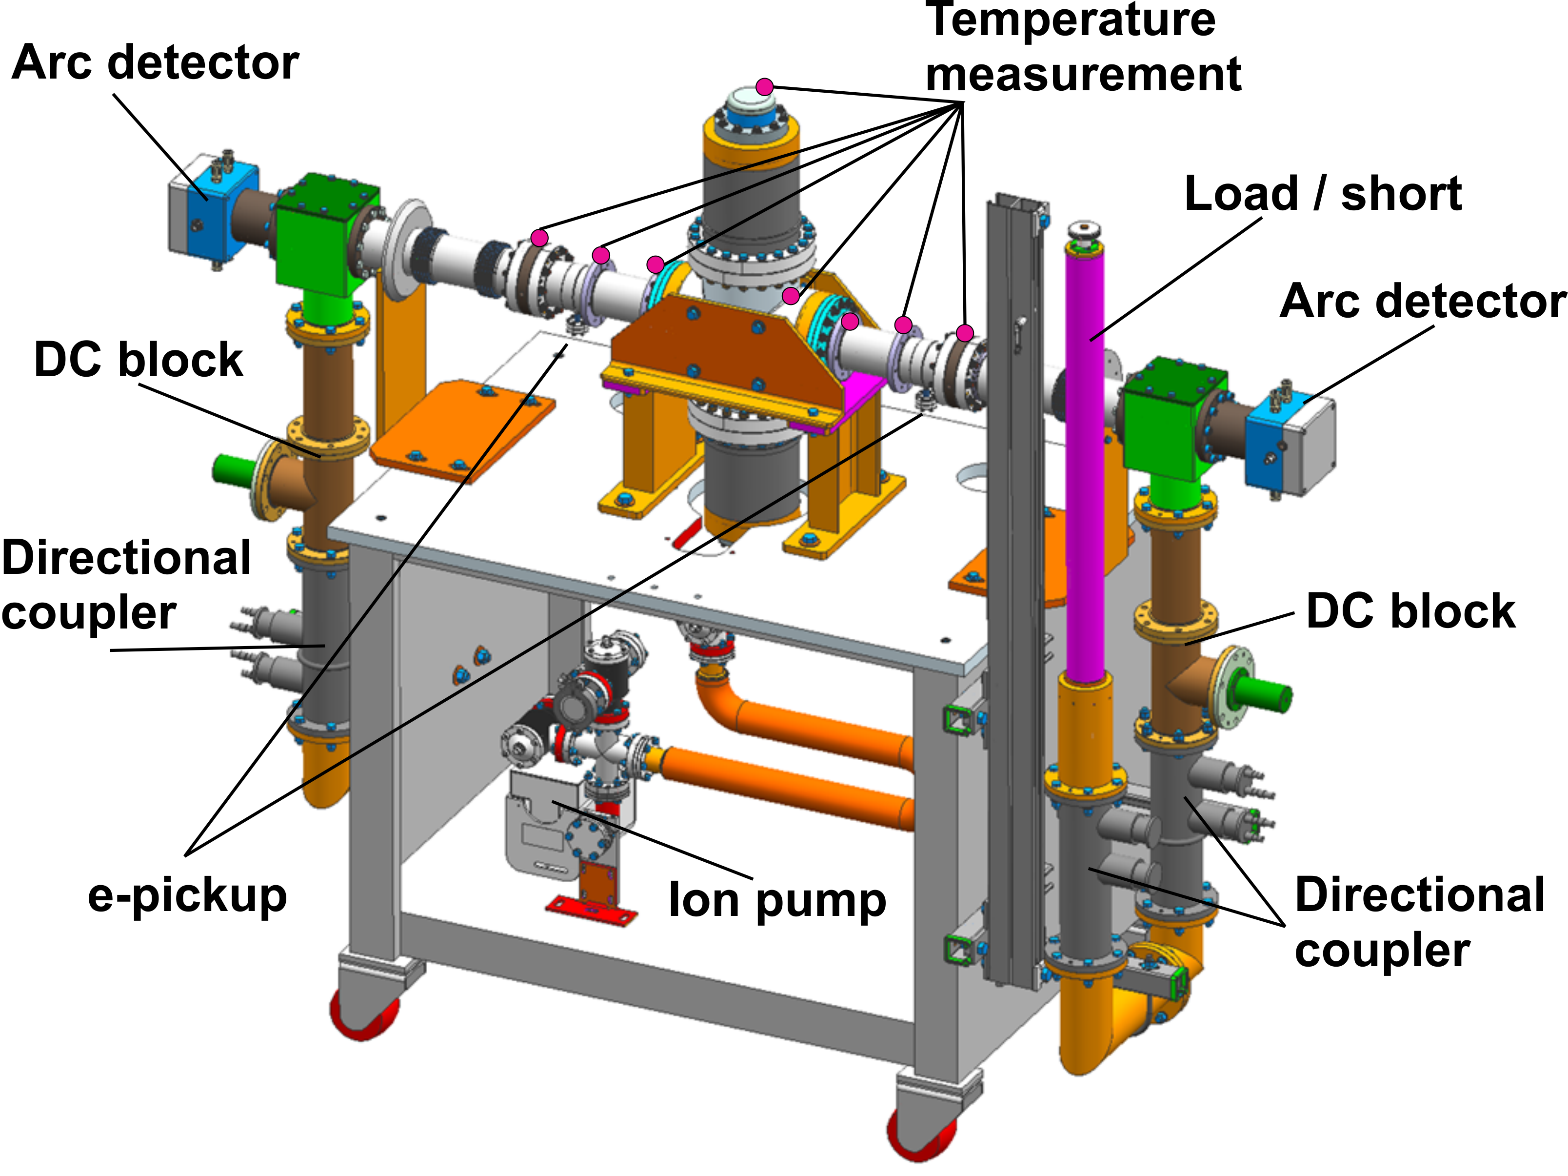 Temperature
measurement
Arc detector
Load / short
Arc detector
DC block
Directional
coupler
DC block
e-pickup
Ion pump
Directional
coupler